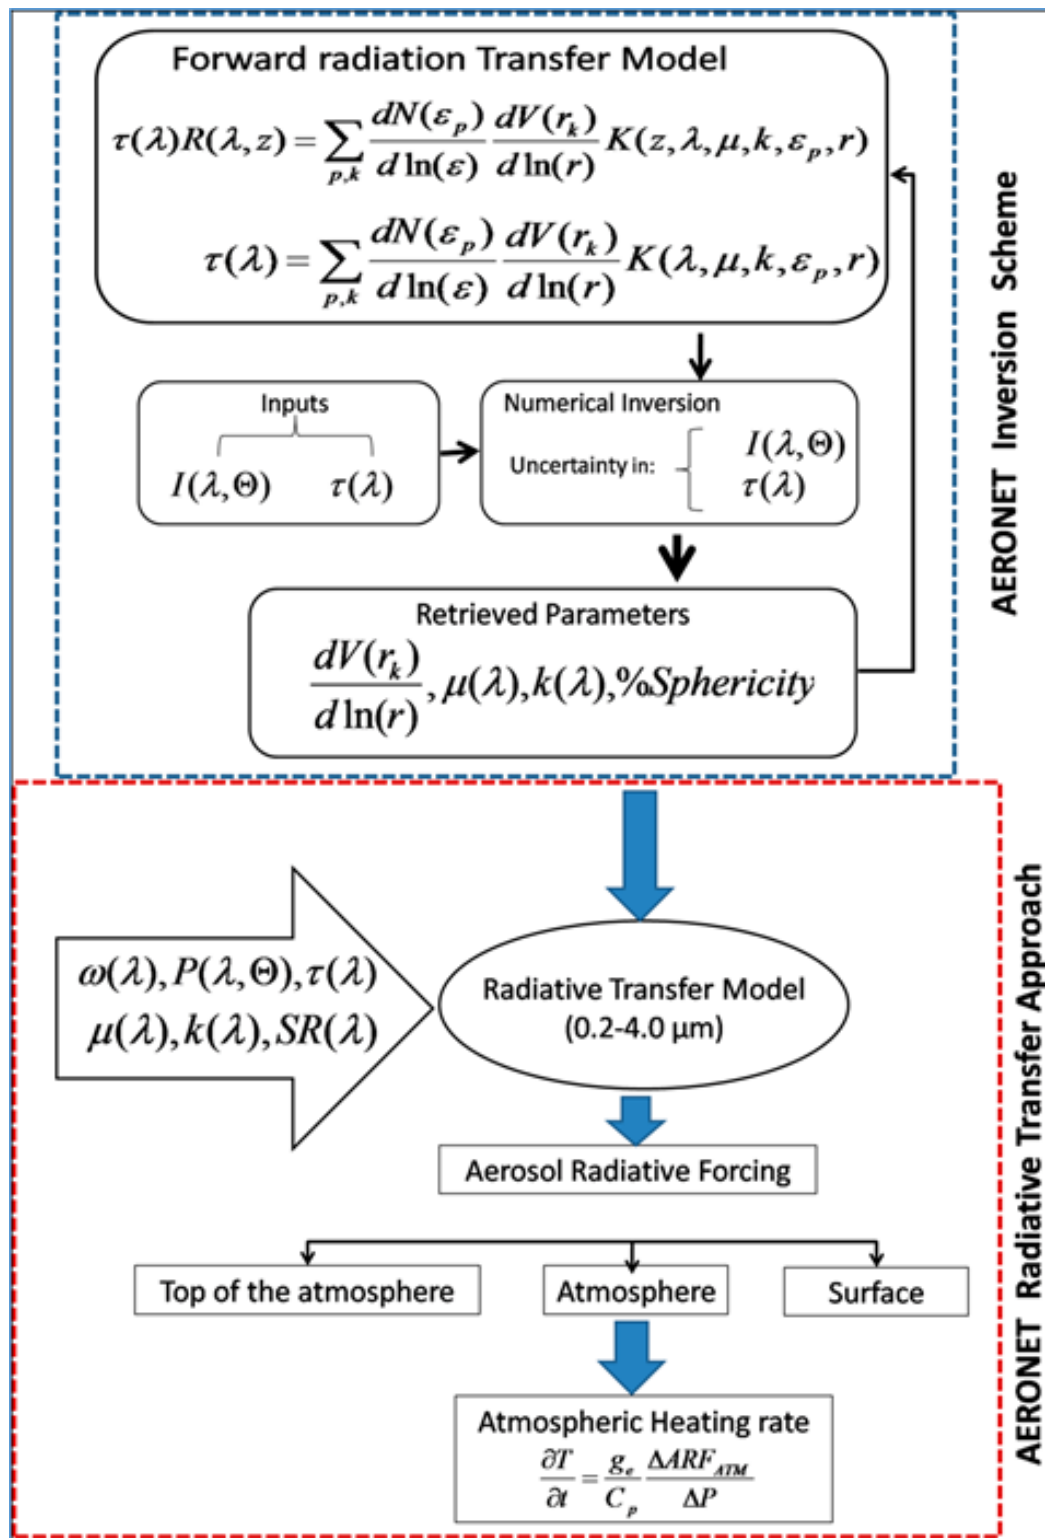 Forward radiation Transfer Model
τ(λ)R(λ,z) = ∑_{p,k} dN(ε_p)/d ln(ε) dV(r_k)/d ln(r) K(z,λ,μ,k,ε_p,r)
τ(λ) = ∑_{p,k} dN(ε_p)/d ln(ε) dV(r_k)/d ln(r) K(λ,μ,k,ε_p,r)
Inputs
I(λ,Θ) τ(λ)
Numerical Inversion
Uncertainty in:
I(λ,Θ)
τ(λ)
Retrieved Parameters
dV(r_k)/d ln(r), μ(λ),k(λ),%Sphericity
AERONET Inversion Scheme
ω(λ),P(λ,Θ),τ(λ)
μ(λ),k(λ),SR(λ)
Radiative Transfer Model
(0.2-4.0 μm)
Aerosol Radiative Forcing
Top of the atmosphere
Atmosphere
Surface
Atmospheric Heating rate
∂T/∂t = g_e/C_p ΔARF_ATM/ΔP
AERONET Radiative Transfer Approach